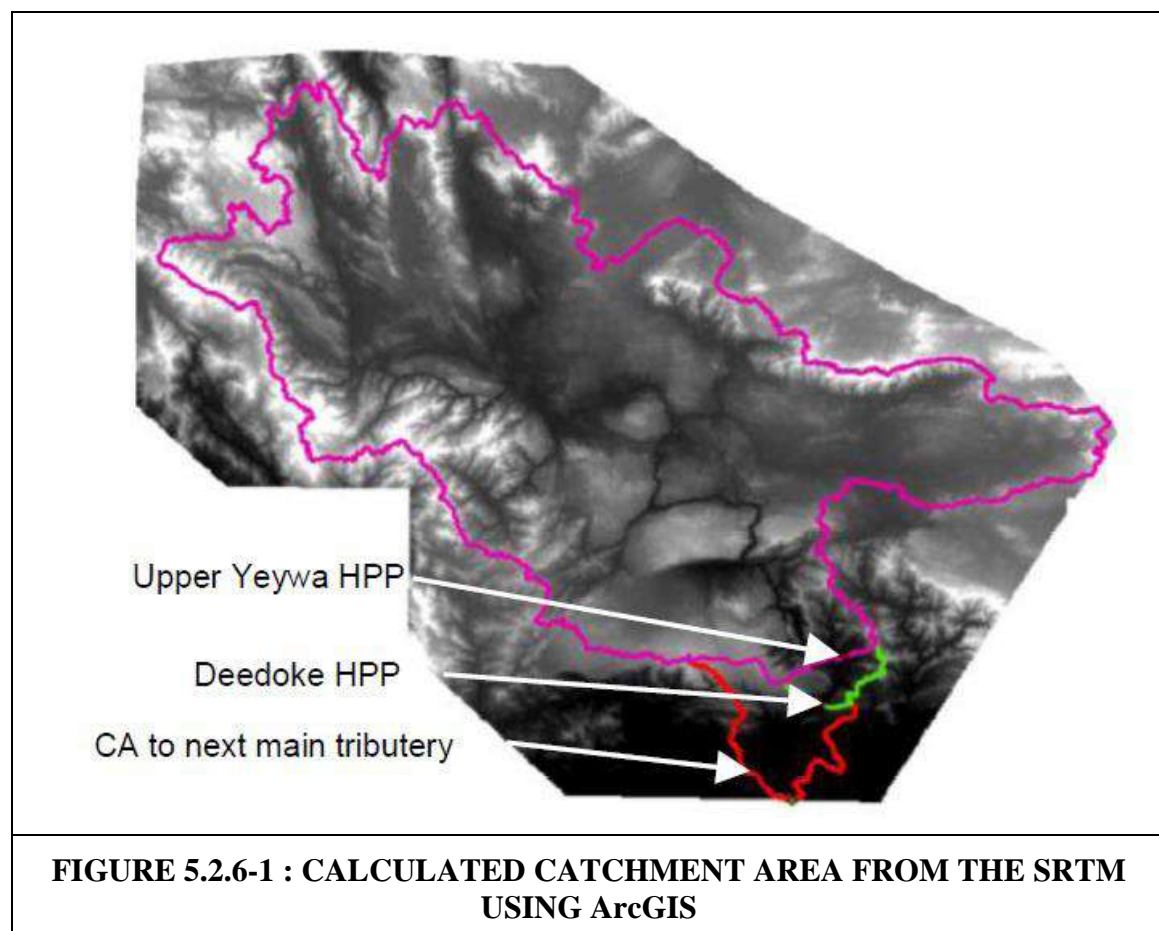 Upper Yeywa HPP
Deedoke HPP
CA to next main tributery
FIGURE 5.2.6-1 : CALCULATED CATCHMENT AREA FROM THE SRTM
USING ArcGIS